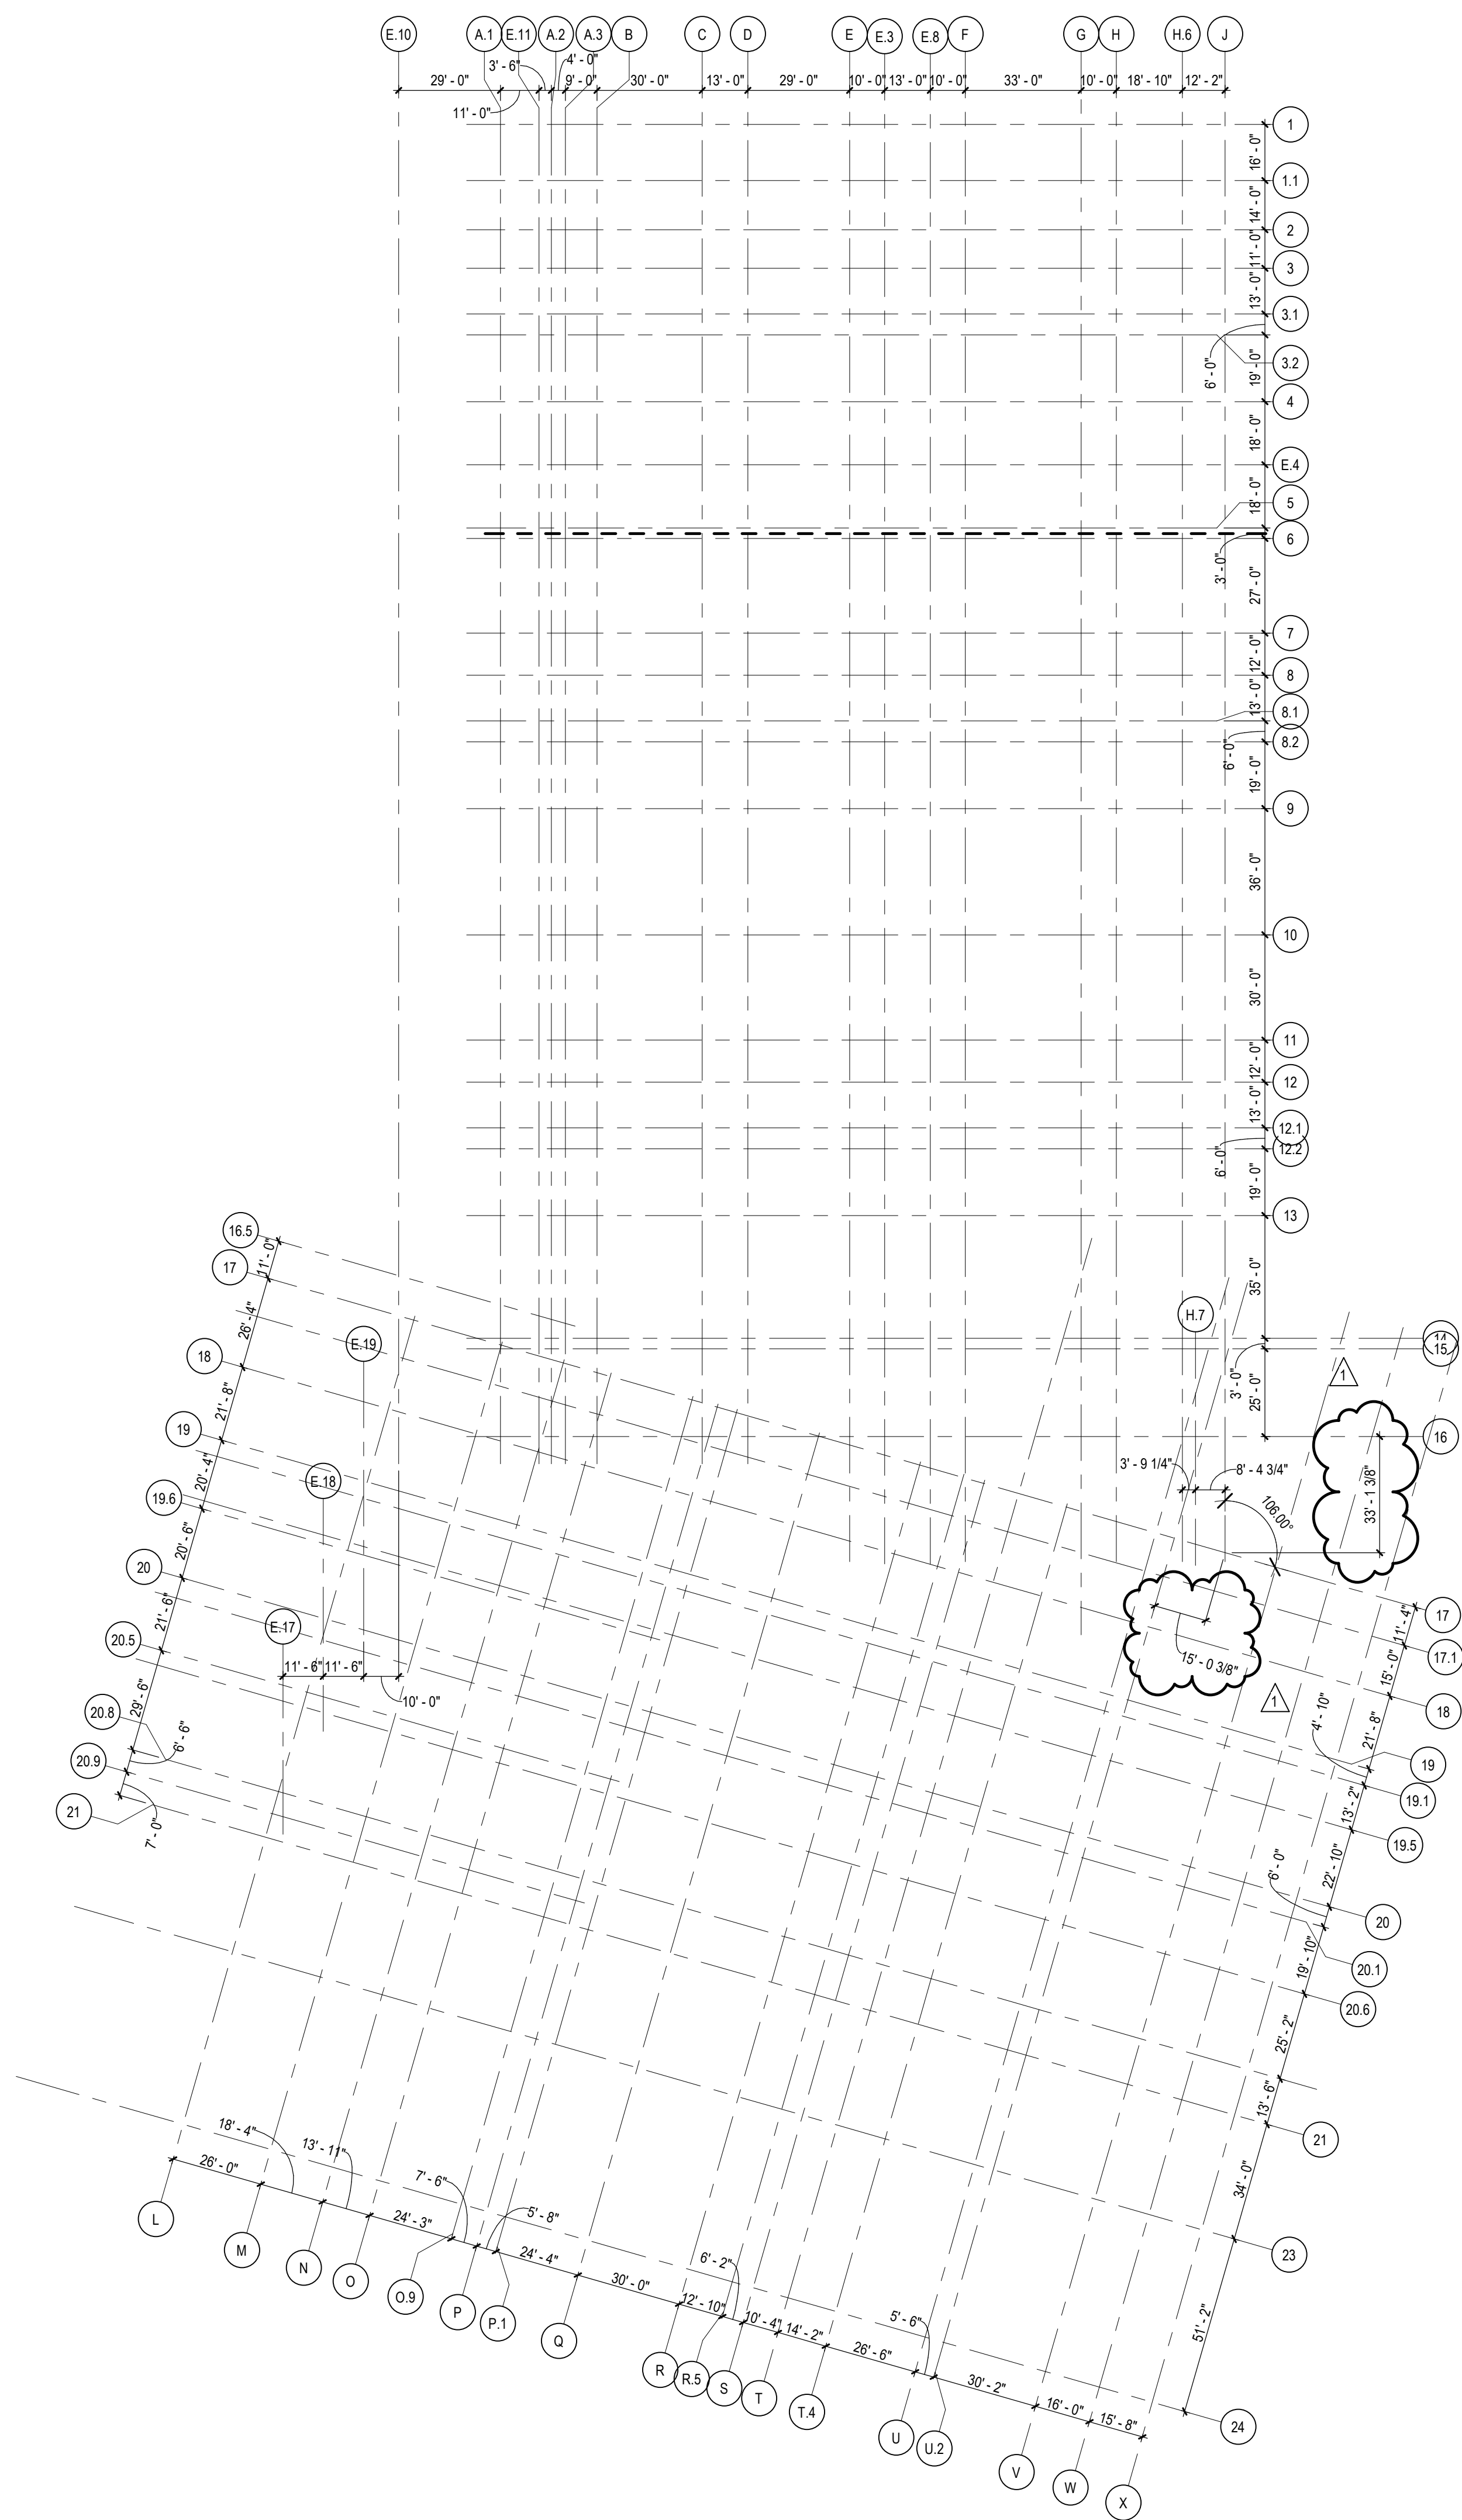 E.10 A.1 E.11 A.2 A.3 B C D E E.3 E.8 F G H H.6 J
29' - 0" 3' - 6" 4' - 0" 9' - 0" 30' - 0" 13' - 0" 29' - 0" 10' - 0" 13' - 0" 10' - 0" 33' - 0" 10' - 0" 18' - 10" 12' - 2"
11' - 0"
1
16' - 0"
1.1
14' - 0"
2
11' - 0"
3
13' - 0"
3.1
6' - 0"
3.2
19' - 0"
4
18' - 0"
E.4
18' - 0"
5
6
3' - 0"
27' - 0"
7
12' - 0"
8
13' - 0"
8.1
6' - 0"
8.2
19' - 0"
9
36' - 0"
10
30' - 0"
11
12' - 0"
12
13' - 0"
12.1
6' - 0"
12.2
19' - 0"
13
35' - 0"
14
15
3' - 0"
25' - 0"
16
H.7
1
33' - 1 3/8"
3' - 9 1/4"
8' - 4 3/4"
106.00°
15' - 0 3/8"
1
16.5
11' - 0"
17
26' - 4"
18
21' - 8"
19
20' - 4"
19.6
20' - 6"
20
21' - 6"
20.5
29' - 6"
20.8
6' - 6"
20.9
21
7' - 0"
E.19
E.18
E.17
11' - 6" 11' - 6"
10' - 0"
17
11' - 4"
17.1
15' - 0"
18
21' - 8"
4' - 10"
19
19.1
13' - 2"
19.5
22' - 10"
6' - 0"
20
20.1
19' - 10"
20.6
25' - 2"
13' - 6"
21
34' - 0"
23
51' - 2"
24
18' - 4" 13' - 11" 7' - 6" 5' - 8" 6' - 2" 5' - 6"
26' - 0" 24' - 3" 24' - 4" 30' - 0" 12' - 10" 10' - 4" 14' - 2" 26' - 6" 30' - 2" 16' - 0" 15' - 8"
L M N O O.9 P P.1 Q R R.5 S T T.4 U U.2 V W X